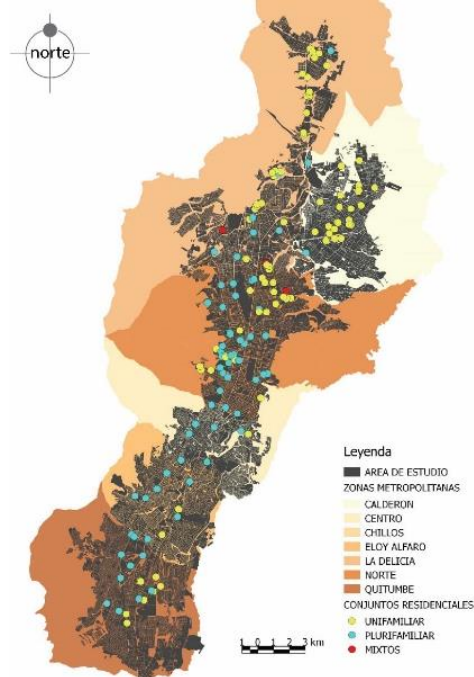 norte
Leyenda
AREA DE ESTUDIO
ZONAS METROPOLITANAS
CALDERON
CENTRO
CHILLOS
ELOY ALFARO
LA DELICIA
NORTE
QUITUMBE
CONJUNTOS RESIDENCIALES
UNIFAMILIAR
PLURIFAMILIAR
MIXTOS
1 0 1 2 3 km